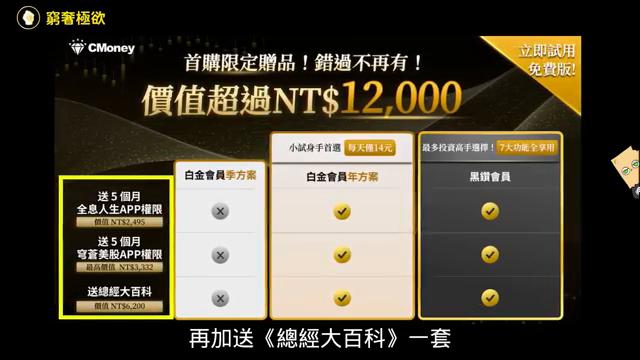 窮奢極欲
CMoney
立即試用
免費版!
首購限定贈品!錯過不再有!
價值超過NT$12,000
小試身手首選 每天僅14元
最多投資高手選擇! 7大功能全享用
白金會員季方案
白金會員年方案
黑鑽會員
送5個月
全息人生APP權限
價值 NT$2,495
送5個月
穹蒼美股APP權限
最高價值 NT$3,332
送總經大百科
價值 NT$6,200
再加送《總經大百科》一套